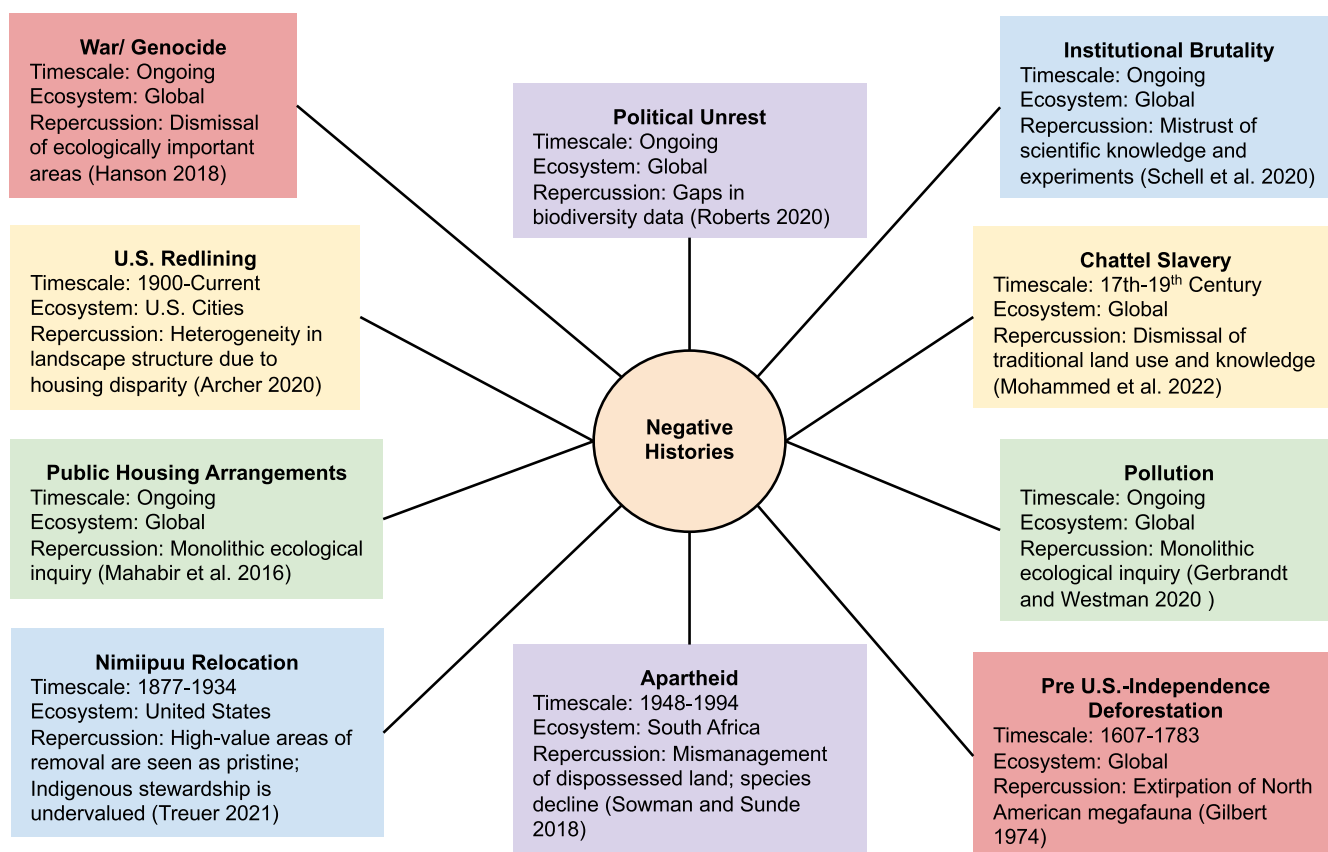 War/ Genocide
Timescale: Ongoing
Ecosystem: Global
Repercussion: Dismissal
of ecologically important
areas (Hanson 2018)
Political Unrest
Timescale: Ongoing
Ecosystem: Global
Repercussion: Gaps in
biodiversity data (Roberts 2020)
Institutional Brutality
Timescale: Ongoing
Ecosystem: Global
Repercussion: Mistrust of
scientific knowledge and
experiments (Schell et al. 2020)
U.S. Redlining
Timescale: 1900-Current
Ecosystem: U.S. Cities
Repercussion: Heterogeneity in
landscape structure due to
housing disparity (Archer 2020)
Chattel Slavery
Timescale: 17th-19th Century
Ecosystem: Global
Repercussion: Dismissal of
traditional land use and knowledge
(Mohammed et al. 2022)
Negative
Histories
Public Housing Arrangements
Timescale: Ongoing
Ecosystem: Global
Repercussion: Monolithic ecological
inquiry (Mahabir et al. 2016)
Pollution
Timescale: Ongoing
Ecosystem: Global
Repercussion: Monolithic
ecological inquiry (Gerbrandt
and Westman 2020 )
Nimiipuu Relocation
Timescale: 1877-1934
Ecosystem: United States
Repercussion: High-value areas of
removal are seen as pristine;
Indigenous stewardship is
undervalued (Treuer 2021)
Apartheid
Timescale: 1948-1994
Ecosystem: South Africa
Repercussion: Mismanagement
of dispossessed land; species
decline (Sowman and Sunde
2018)
Pre U.S.-Independence
Deforestation
Timescale: 1607-1783
Ecosystem: Global
Repercussion: Extirpation of North
American megafauna (Gilbert
1974)